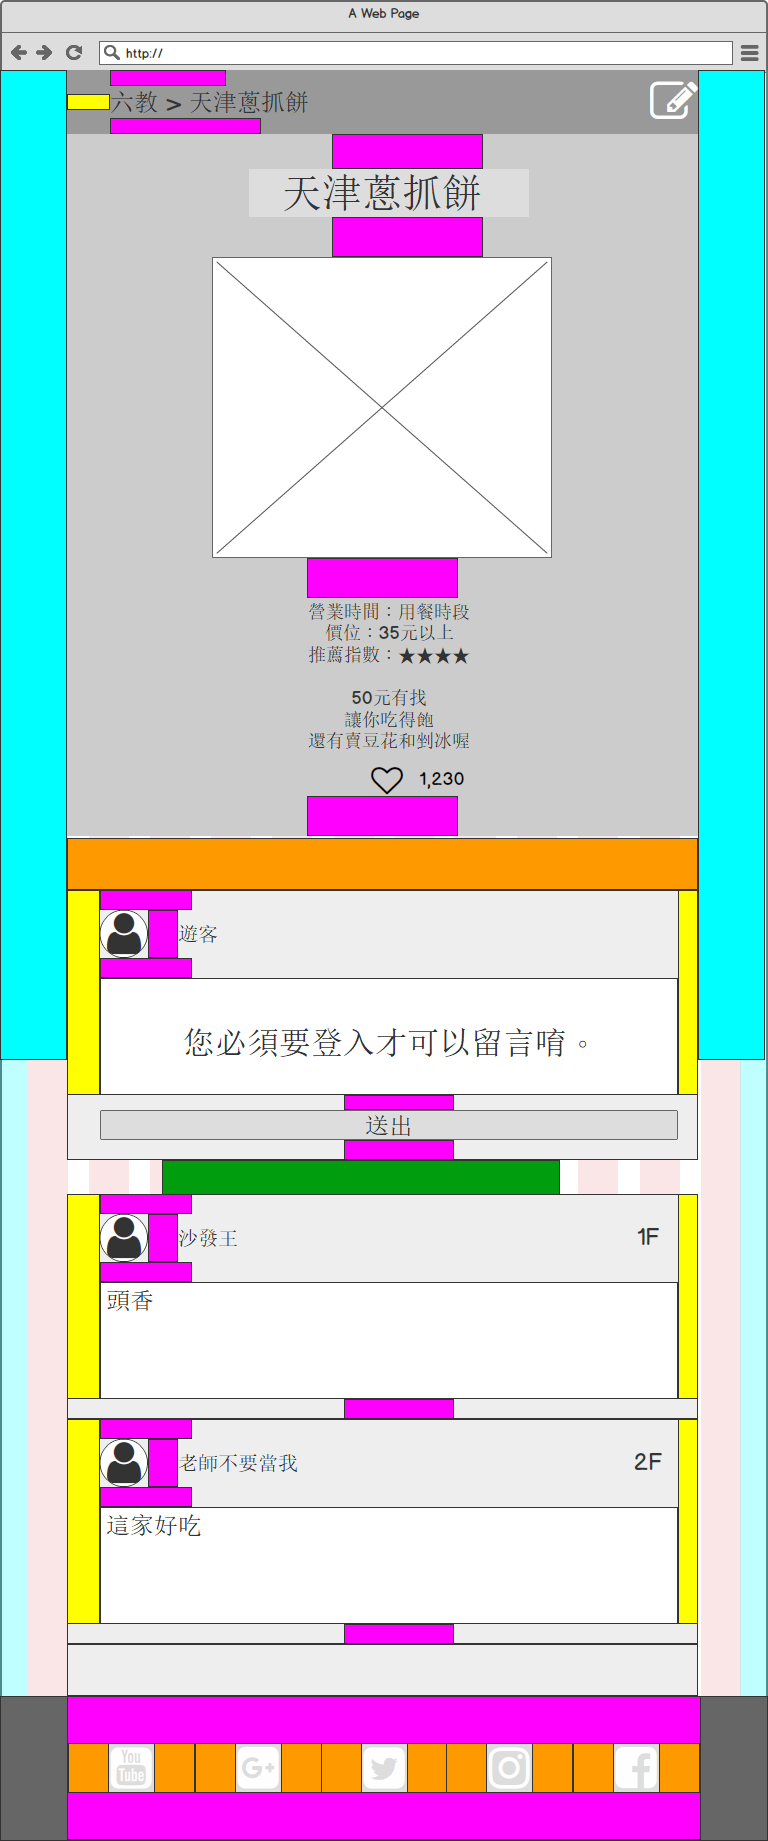 A Web Page
http://
六教 > 天津蔥抓餅
天津蔥抓餅
營業時間：用餐時段
價位：35元以上
推薦指數：★★★★
50元有找
讓你吃得飽
還有賣豆花和剉冰喔
1,230
遊客
您必須要登入才可以留言唷。
送出
沙發王 1F
頭香
老師不要當我 2F
這家好吃
You Tube G+ f